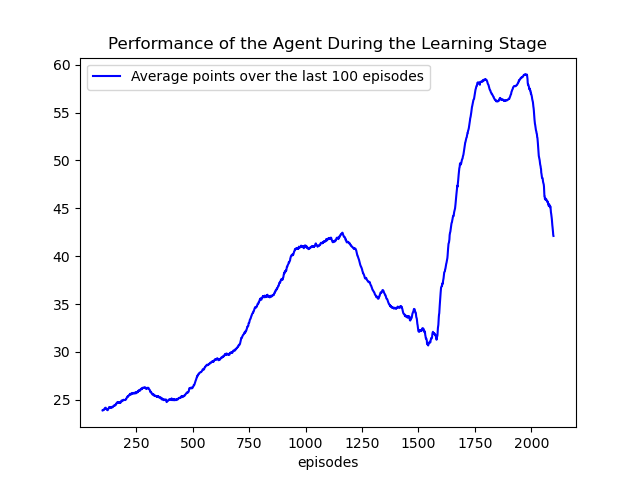 Performance of the Agent During the Learning Stage
Average points over the last 100 episodes
60
55
50
45
40
35
30
25
250 500 750 1000 1250 1500 1750 2000
episodes